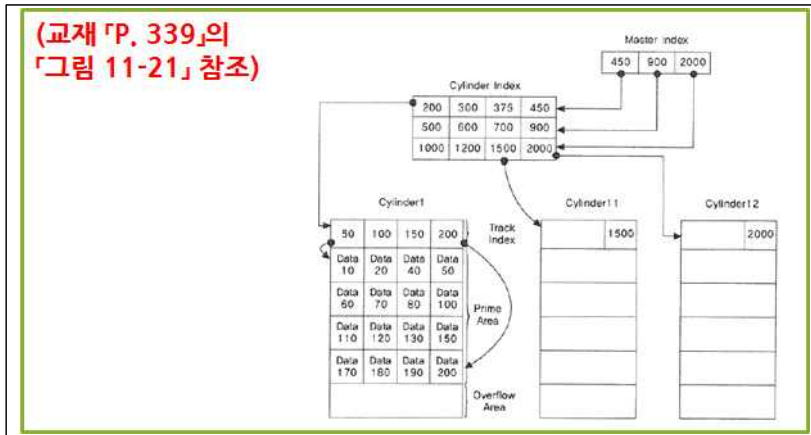 (교재 「P. 339」의
「그림 11-21」 참조)
Master Index
450 900 2000
Cylinder Index
200 300 375 450
500 600 700 900
1000 1200 1500 2000
Cylinder1
50 100 150 200
Track
Index
Data Data Data Data
10 20 40 50
Data Data Data Data
60 70 80 100
Prime
Area
Data Data Data Data
110 120 130 150
Data Data Data Data
170 180 190 200
Overflow
Area
Cylinder11
1500
Cylinder12
2000